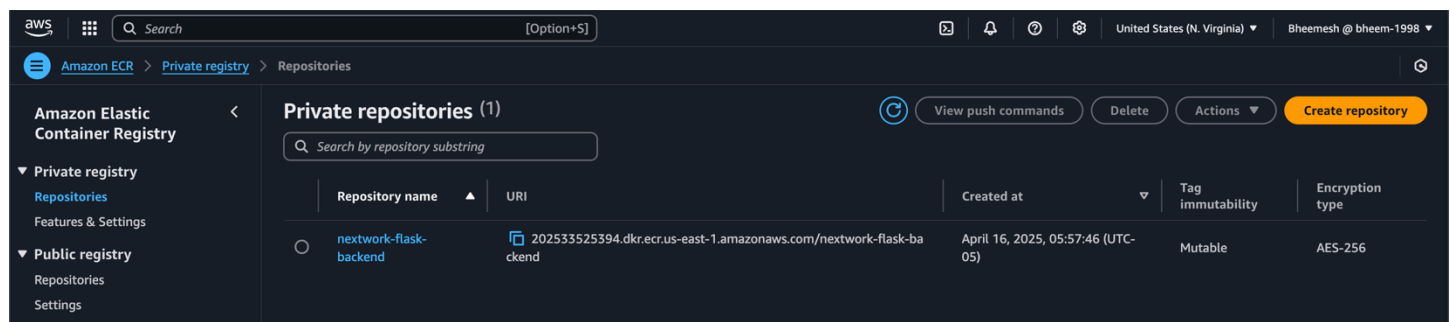 aws
Search
[Option+S]
United States (N. Virginia)
Bheemesh @ bheem-1998
Amazon ECR > Private registry > Repositories
Amazon Elastic
Container Registry
Private registry
Repositories
Features & Settings
Public registry
Repositories
Settings
Private repositories (1)
View push commands
Delete
Actions
Create repository
Search by repository substring
Repository name
URI
Created at
Tag
immutability
Encryption
type
nextwork-flask-
backend
202533525394.dkr.ecr.us-east-1.amazonaws.com/nextwork-flask-ba
ckend
April 16, 2025, 05:57:46 (UTC-
05)
Mutable
AES-256